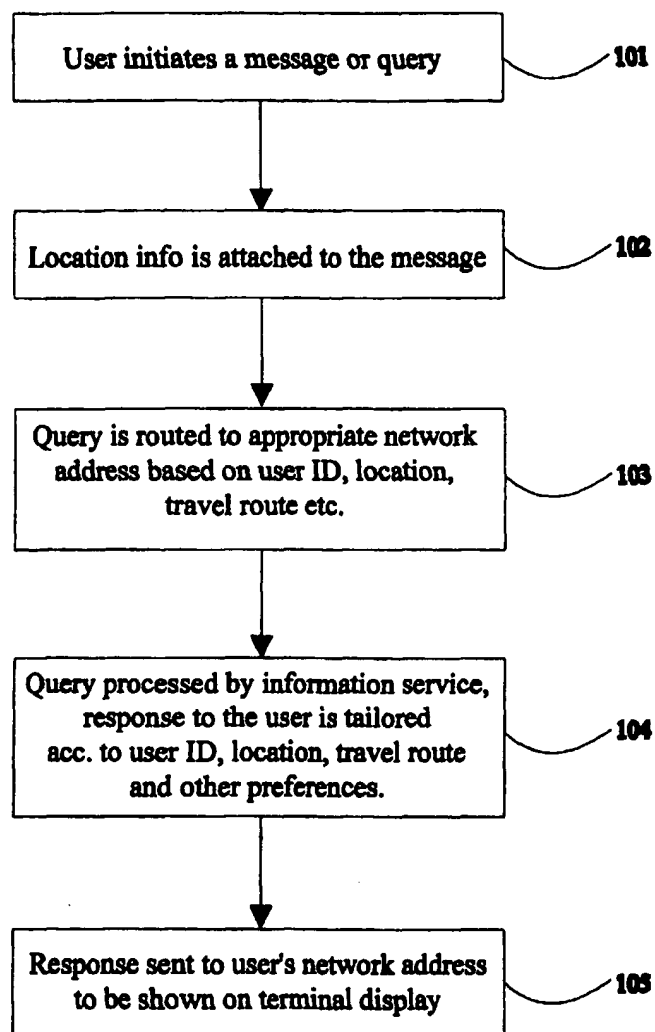 User initiates a message or query
101
Location info is attached to the message
102
Query is routed to appropriate network
address based on user ID, location,
travel route etc.
103
Query processed by information service,
response to the user is tailored
acc. to user ID, location, travel route
and other preferences.
104
Response sent to user's network address
to be shown on terminal display
105